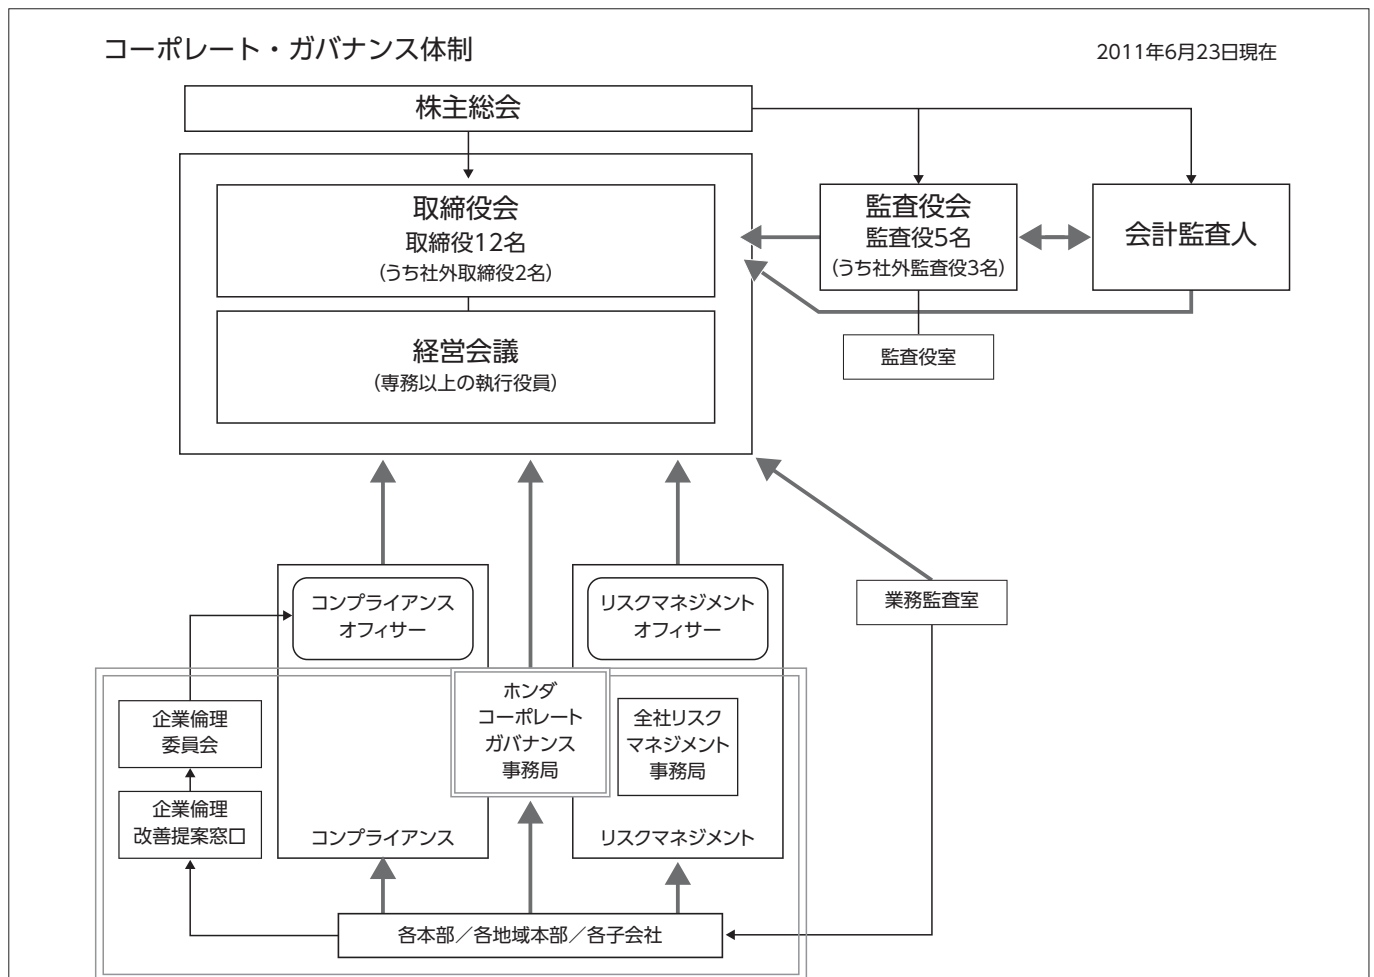 コーポレート・ガバナンス体制
2011年6月23日現在
株主総会
取締役会
取締役12名
(うち社外取締役2名)
監査役会
監査役5名
(うち社外監査役3名)
会計監査人
経営会議
(専務以上の執行役員)
監査役室
コンプライアンス
オフィサー
リスクマネジメント
オフィサー
業務監査室
企業倫理
委員会
ホンダ
コーポレート
ガバナンス
事務局
全社リスク
マネジメント
事務局
企業倫理
改善提案窓口
コンプライアンス
リスクマネジメント
各本部／各地域本部／各子会社